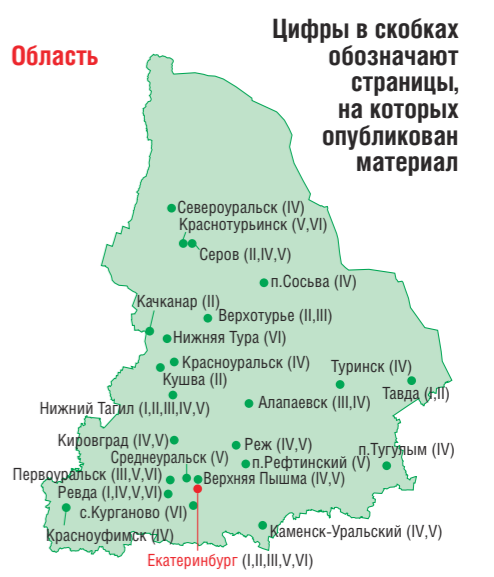 Область
Цифры в скобках
обозначают
страницы,
на которых
опубликован
материал
Североуральск (IV)
Краснотурьинск (V,VI)
Серов (II,IV,V)
п.Сосьва (IV)
Качканар (II)
Верхотурье (II,III)
Нижняя Тура (VI)
Красноуральск (IV)
Туринск (IV)
Кушва (II)
Тавда (I,II)
Нижний Тагил (I,II,III,IV,V)
Алапаевск (III,IV)
Кировград (IV,V)
Реж (IV,V)
п.Тугулым (IV)
Среднеуральск (V)
п.Рефтинский (V)
Первоуральск (III,V,VI)
Верхняя Пышма (IV,V)
Ревда (I,IV,V,VI)
с.Курганово (VI)
Красноуфимск (IV)
Каменск-Уральский (IV,V)
Екатеринбург (I,II,III,V,VI)